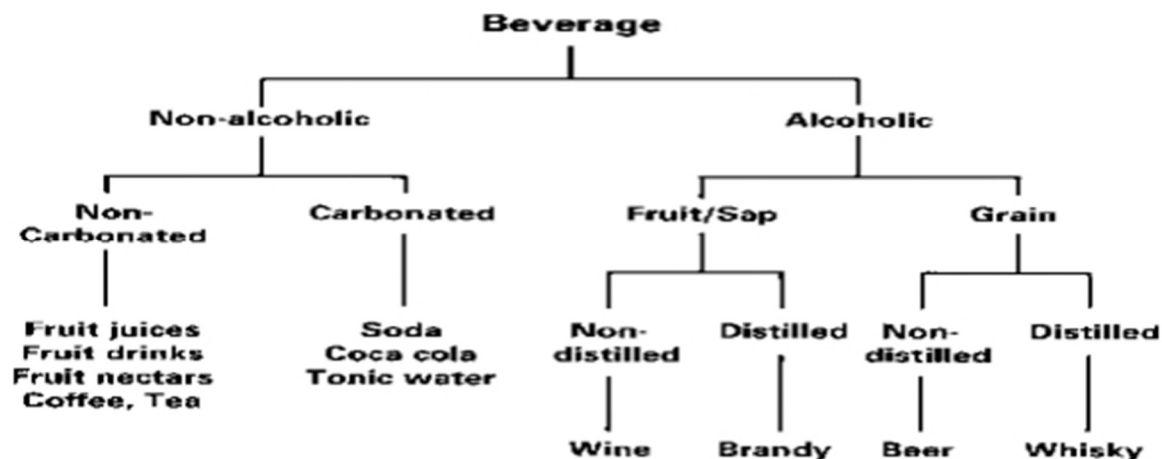 Beverage
Non-alcoholic
Alcoholic
Non-
Carbonated
Carbonated
Fruit/Sap
Grain
Fruit juices
Fruit drinks
Fruit nectars
Coffee, Tea
Soda
Coca cola
Tonic water
Non-
distilled
Distilled
Non-
distilled
Distilled
Wine
Brandy
Beer
Whisky